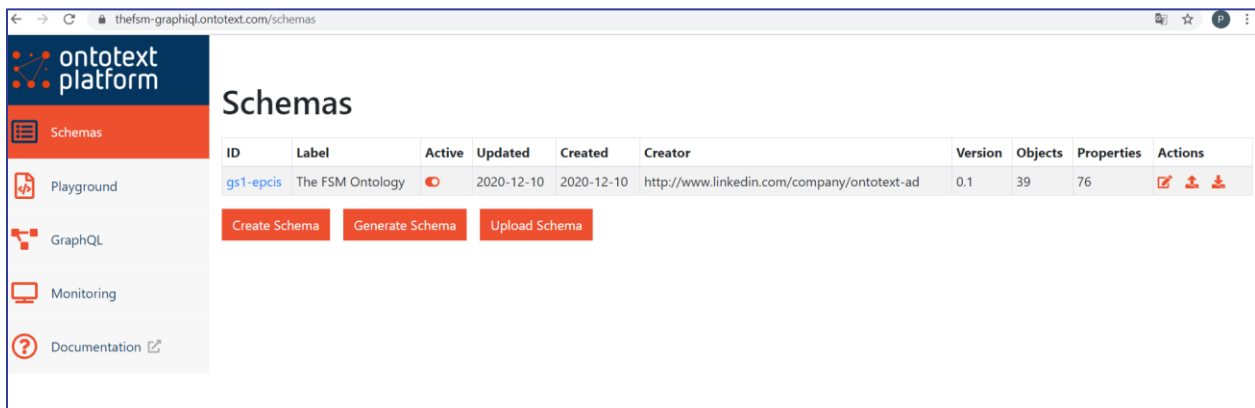 thefsm-graphiql.ontotext.com/schemas
P
ontotext
platform
Schemas
Schemas
ID Label Active Updated Created Creator Version Objects Properties Actions
gs1-epcis The FSM Ontology 2020-12-10 2020-12-10 http://www.linkedin.com/company/ontotext-ad 0.1 39 76
Create Schema Generate Schema Upload Schema
Playground
GraphQL
Monitoring
Documentation